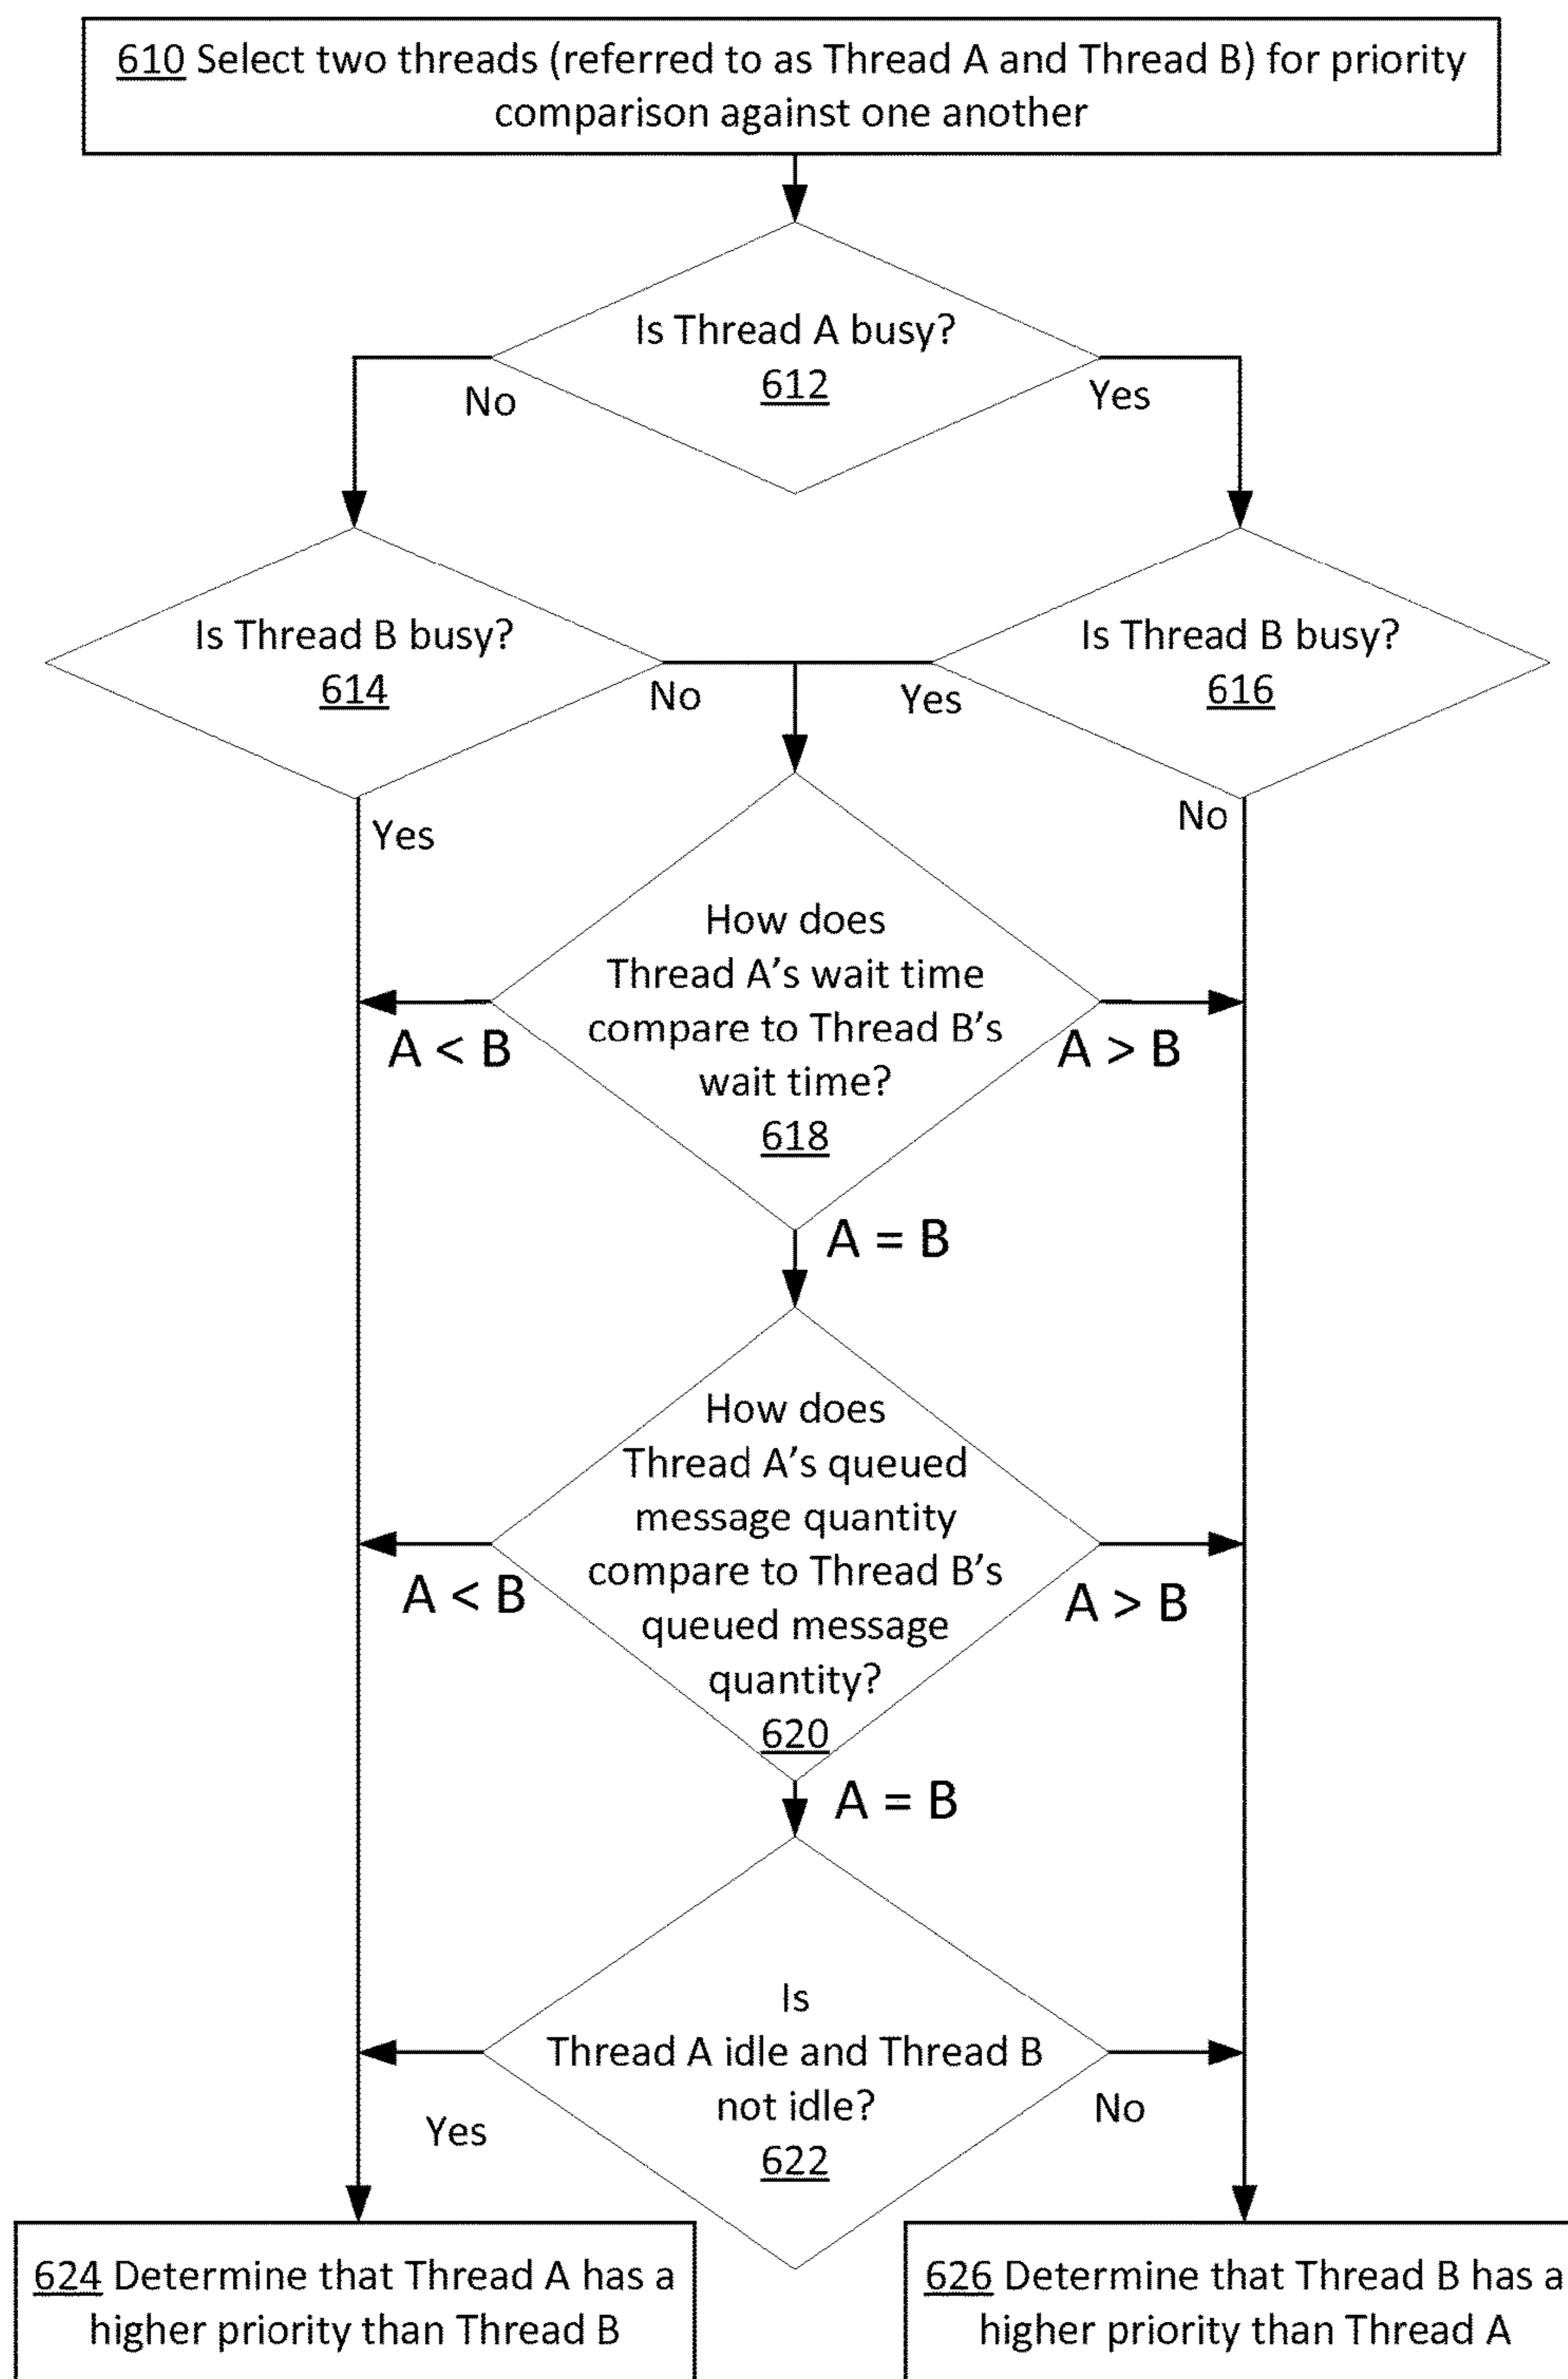 610 Select two threads (referred to as Thread A and Thread B) for priority
comparison against one another
Is Thread A busy?
612
No
Yes
Is Thread B busy?
614
Is Thread B busy?
616
No
Yes
Yes
No
How does
Thread A's wait time
compare to Thread B's
wait time?
618
A < B
A > B
A = B
How does
Thread A's queued
message quantity
compare to Thread B's
queued message
quantity?
620
A < B
A > B
A = B
Is
Thread A idle and Thread B
not idle?
622
Yes
No
624 Determine that Thread A has a
higher priority than Thread B
626 Determine that Thread B has a
higher priority than Thread A